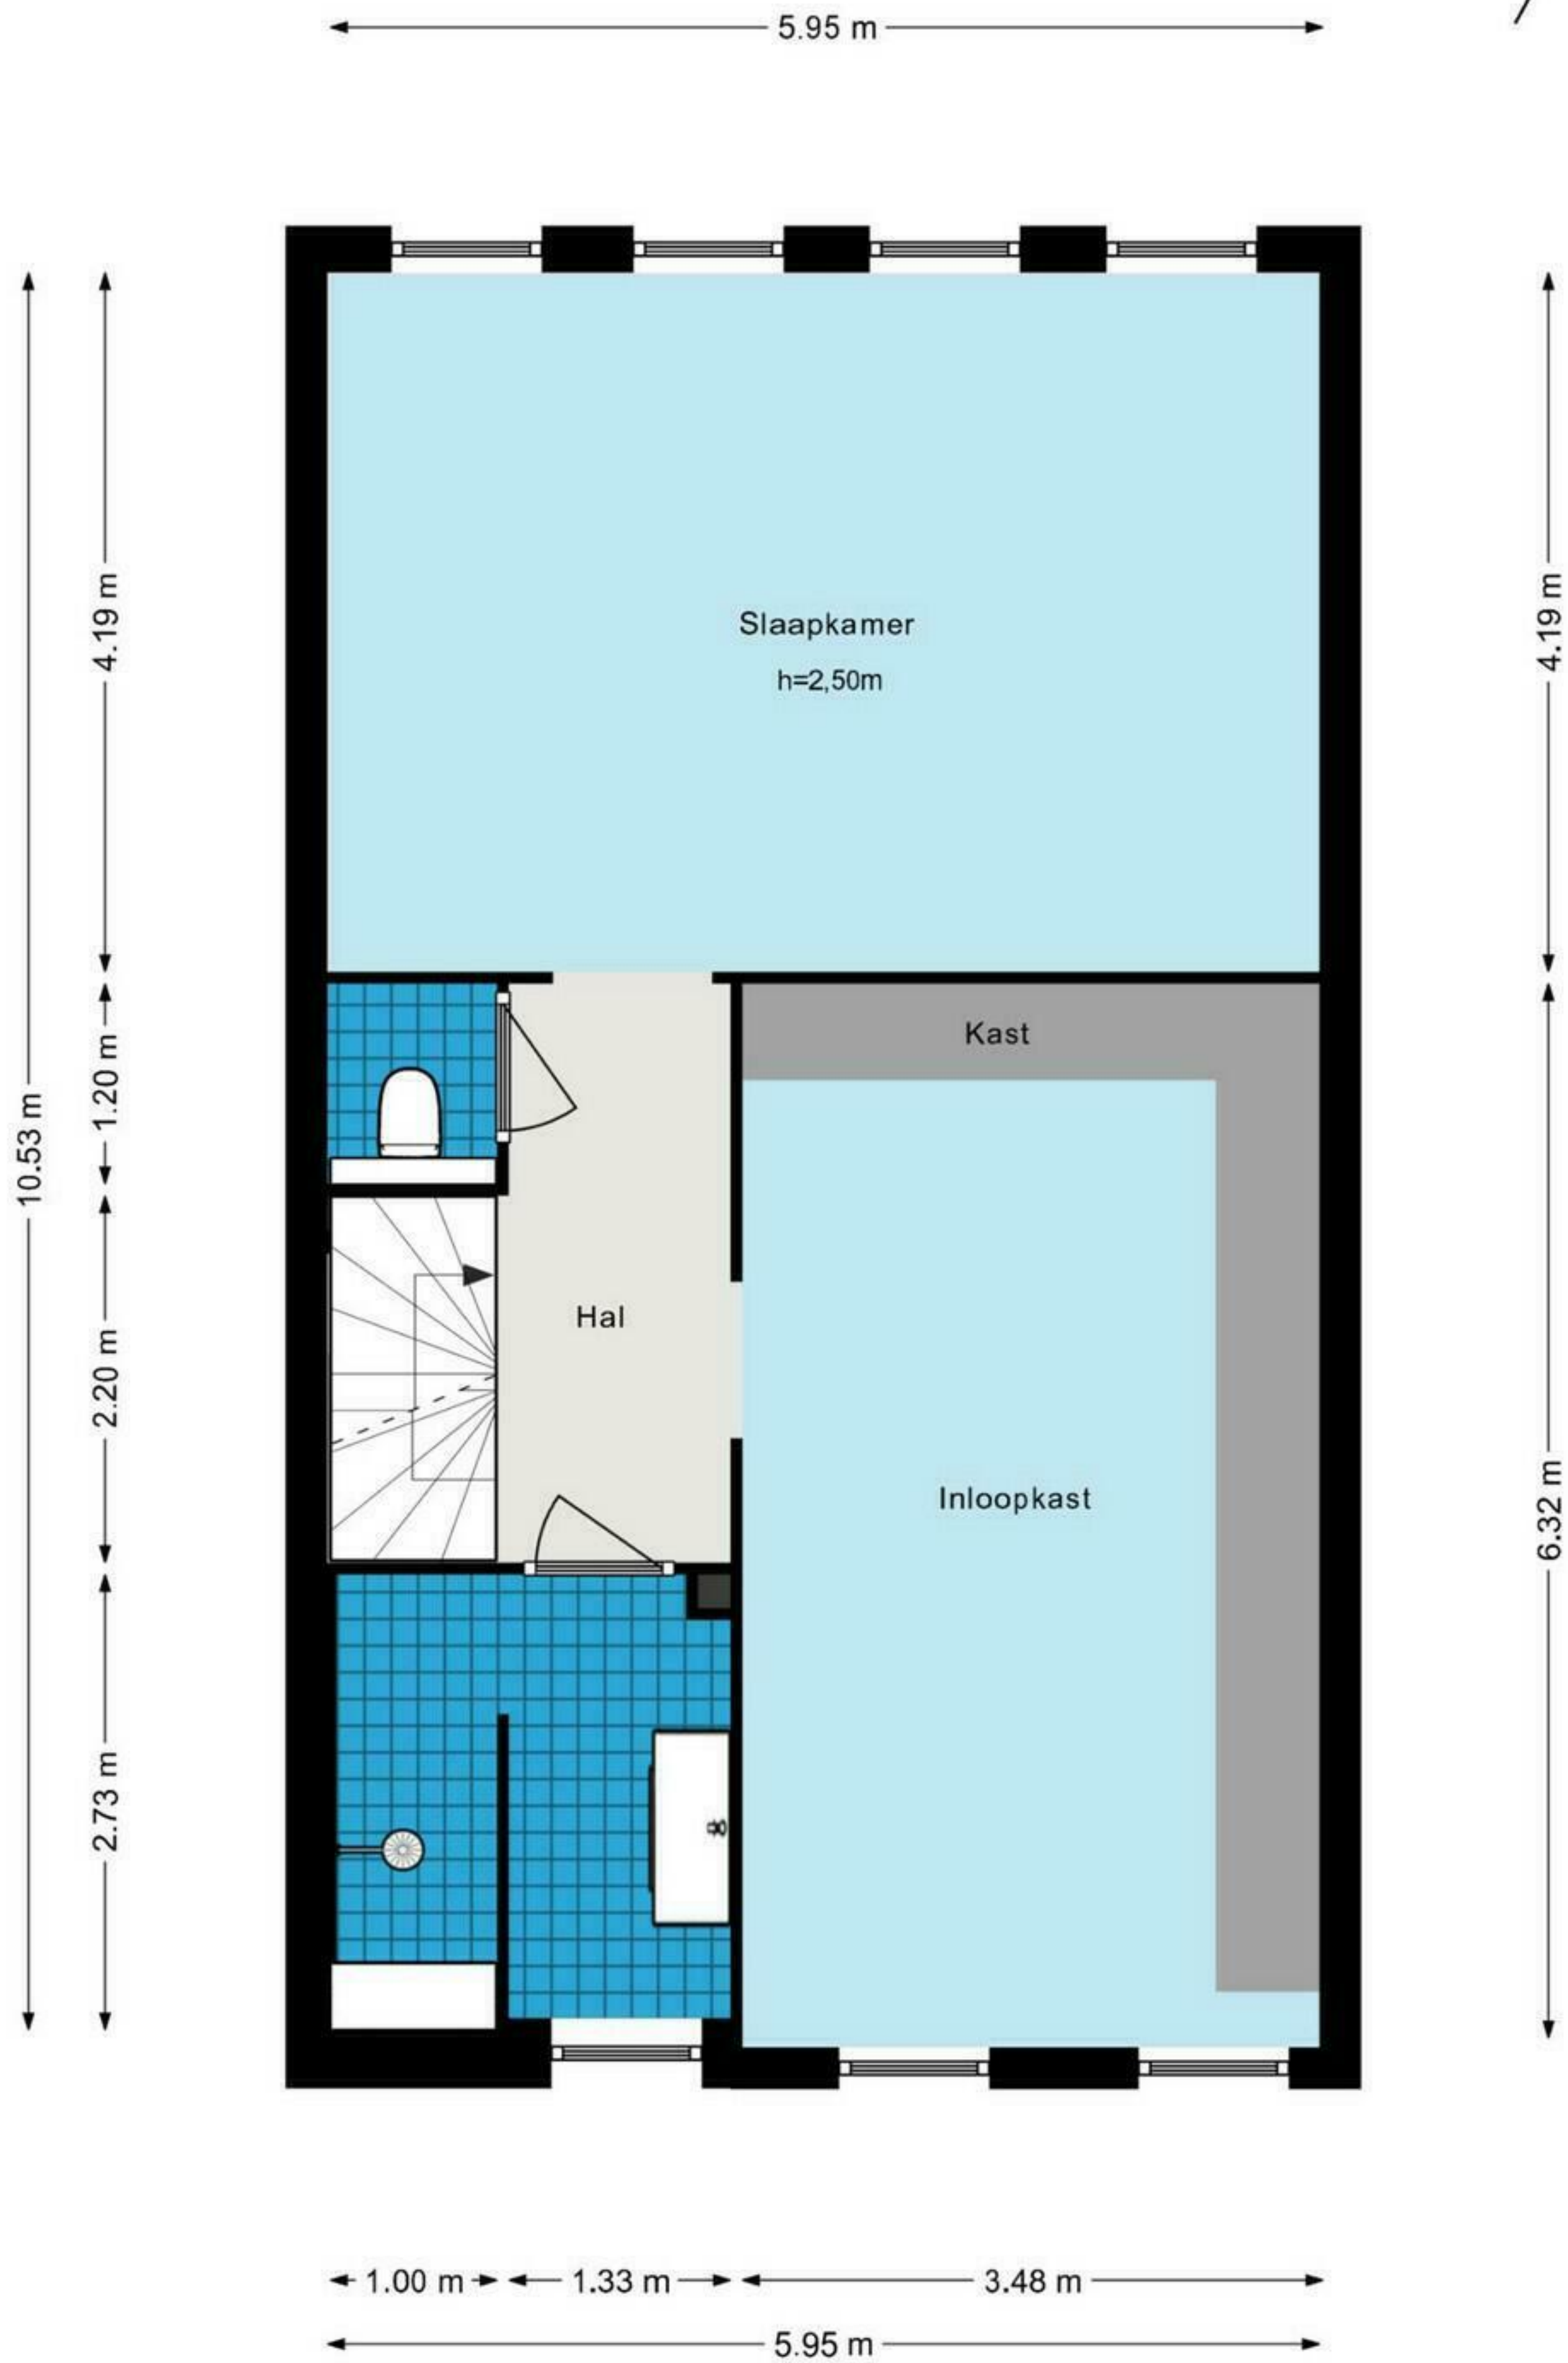 5.95 m
4.19 m
4.19 m
Slaapkamer
h=2,50m
Kast
1.20 m
10.53 m
Hal
2.20 m
Inloopkast
6.32 m
2.73 m
1.00 m
1.33 m
3.48 m
5.95 m